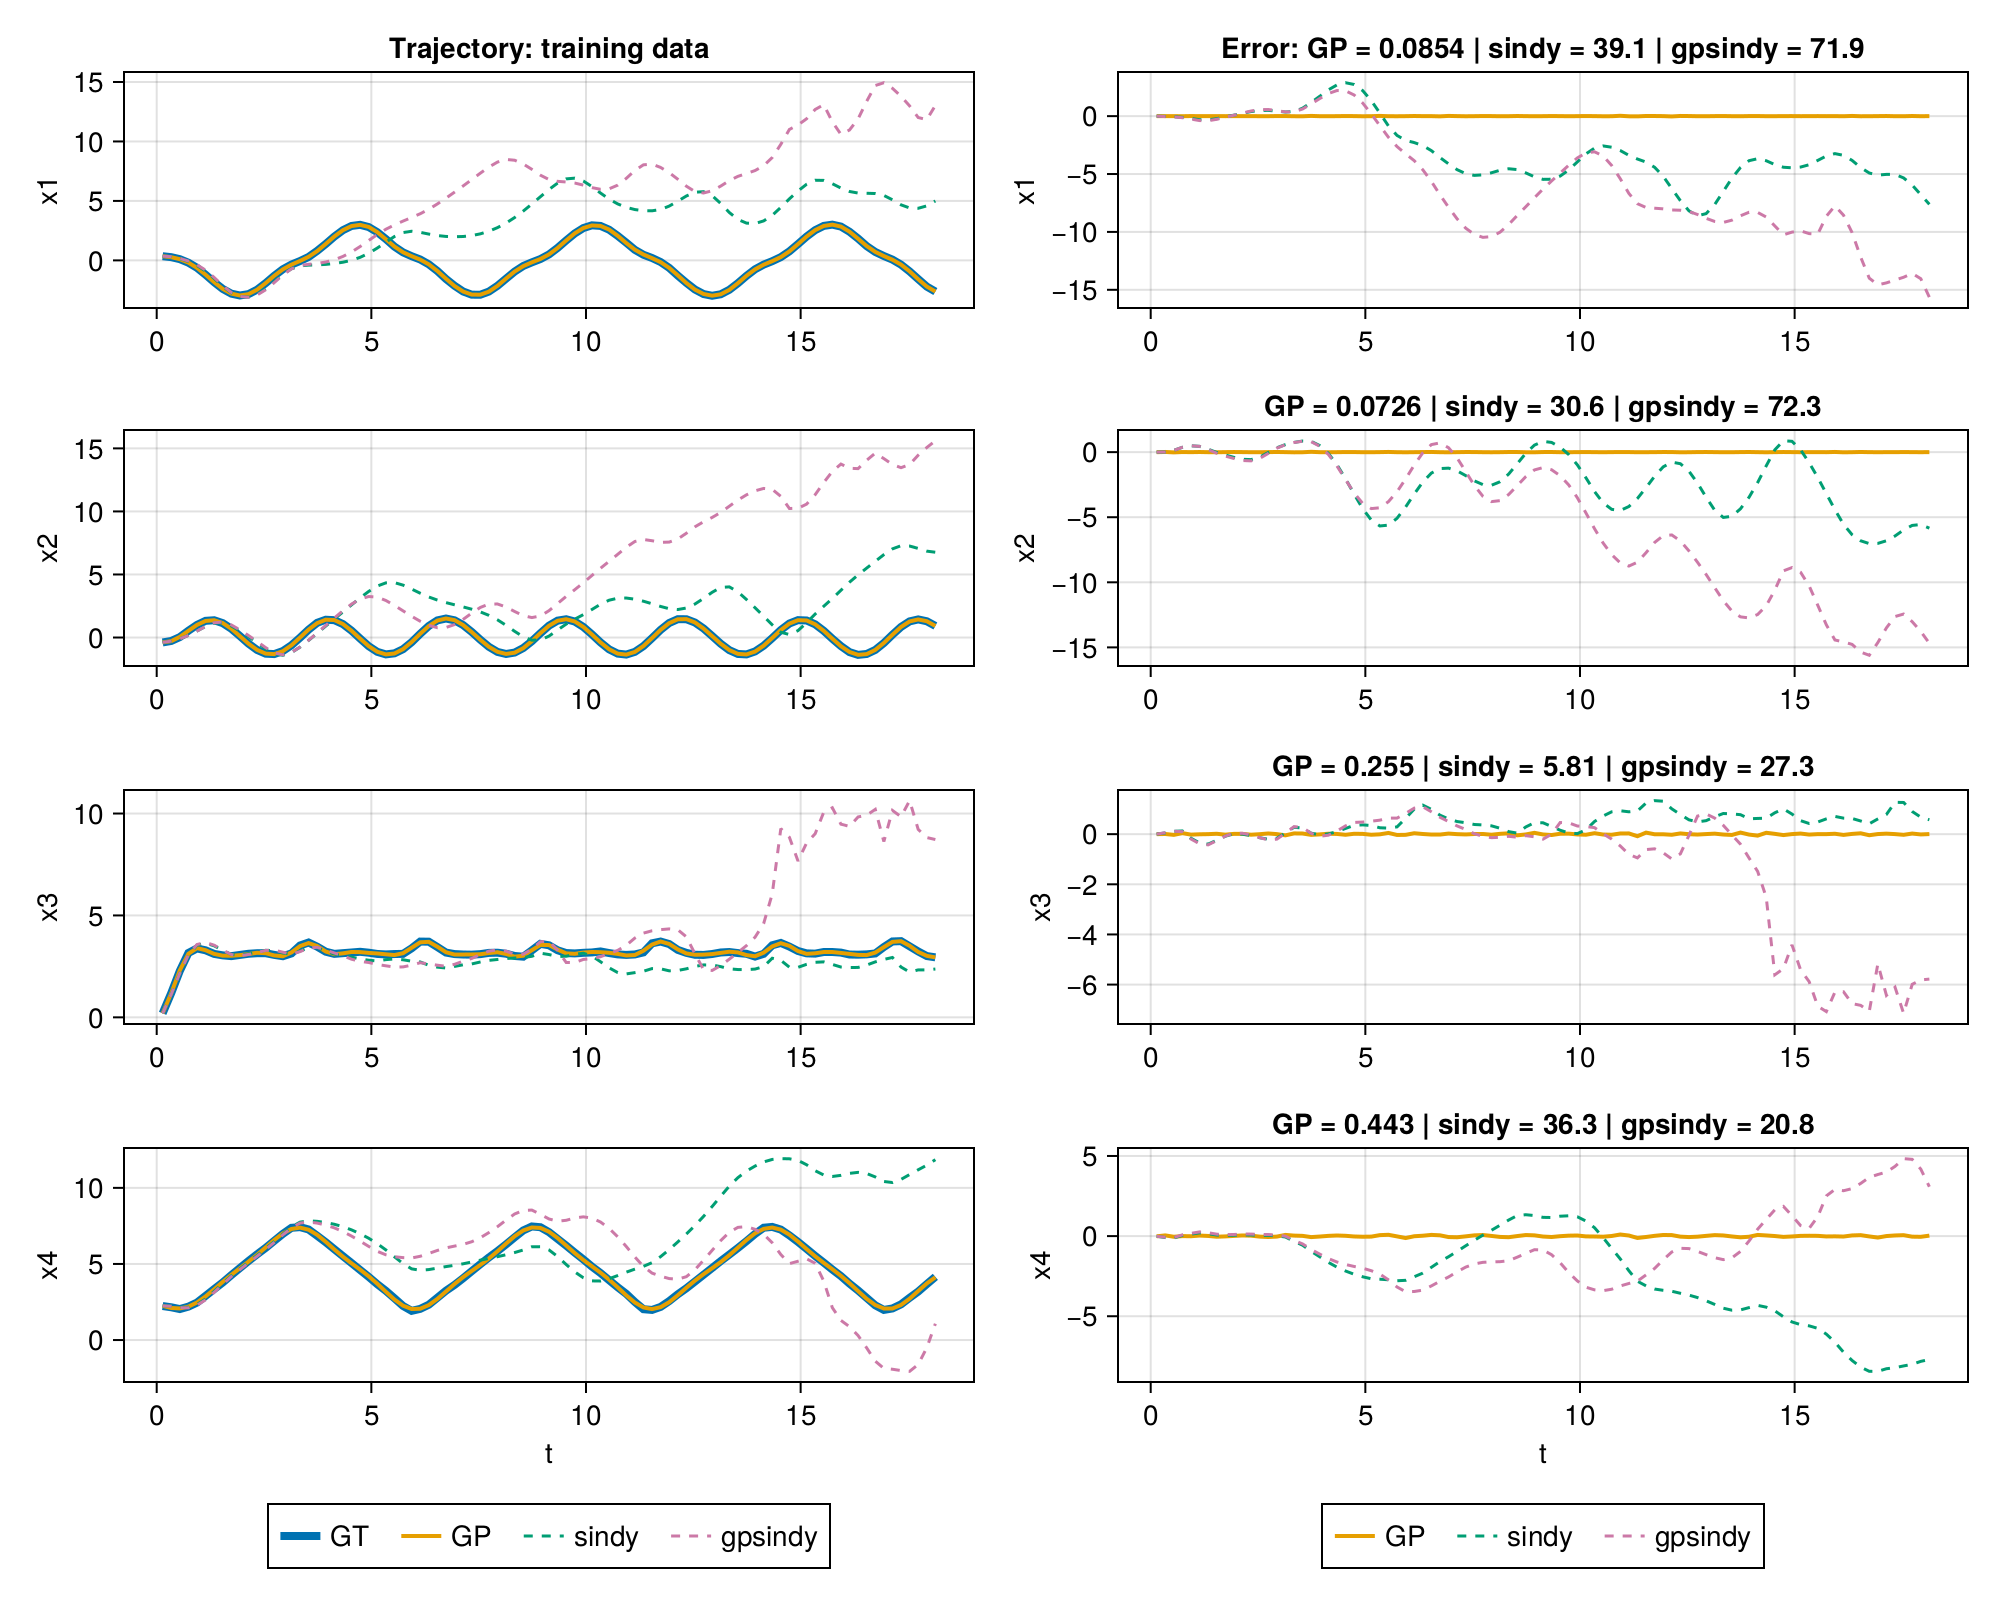 Trajectory: training data
Error: GP = 0.0854 | sindy = 39.1 | gpsindy = 71.9
x1
15
10
5
0
0 5 10 15
x1
0
−5
−10
−15
0 5 10 15
GP = 0.0726 | sindy = 30.6 | gpsindy = 72.3
x2
15
10
5
0
0 5 10 15
x2
0
−5
−10
−15
0 5 10 15
GP = 0.255 | sindy = 5.81 | gpsindy = 27.3
x3
10
5
0
0 5 10 15
x3
0
−2
−4
−6
0 5 10 15
GP = 0.443 | sindy = 36.3 | gpsindy = 20.8
x4
10
5
0
0 5 10 15
t
x4
5
0
−5
0 5 10 15
t
GT GP sindy gpsindy
GP sindy gpsindy